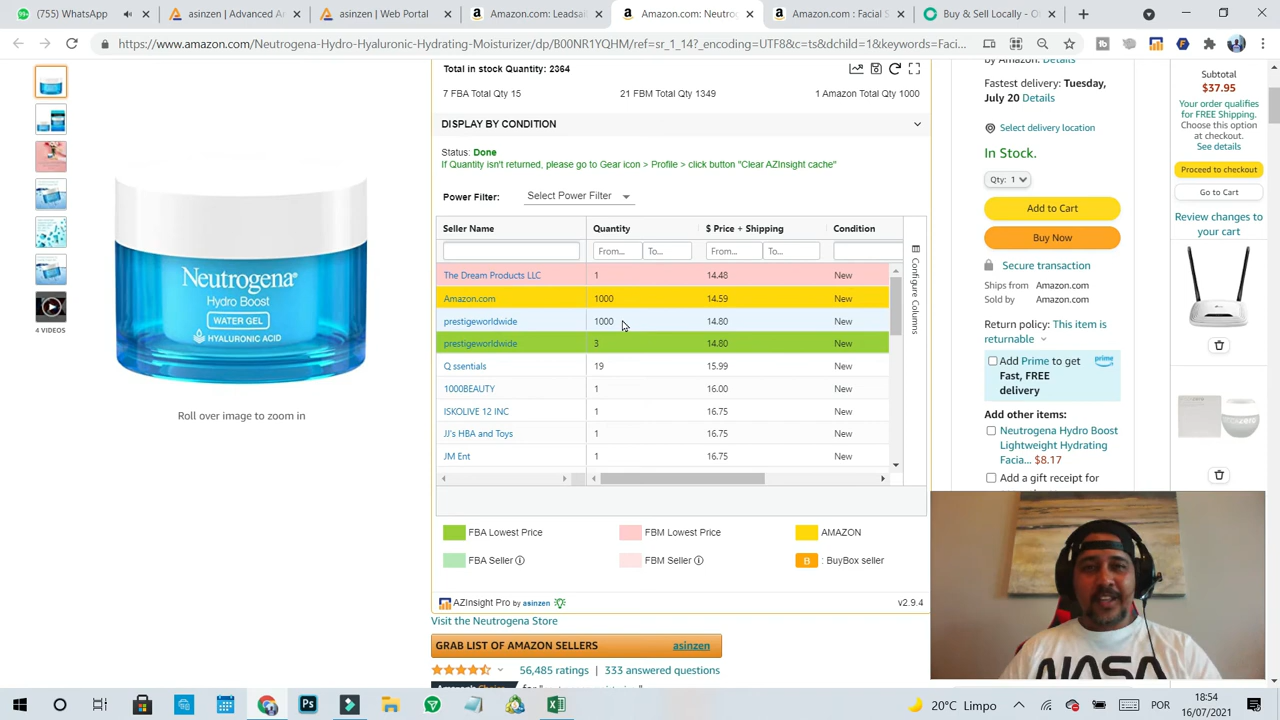 (755) WhatsApp
asinzen | Advanced Am
asinzen | Web Panel
Amazon.com: Leadsal
Amazon.com: Neutrog
Amazon.com: Facial S
Buy & Sell Locally - Oc
https://www.amazon.com/Neutrogena-Hydro-Hyaluronic-Hydrating-Moisturizer/dp/B00NR1YQHM/ref=sr_1_14?_encoding=UTF8&c=ts&dchild=1&keywords=Faci...
Total in stock Quantity: 2364
7 FBA Total Qty 15
21 FBM Total Qty 1349
1 Amazon Total Qty 1000
DISPLAY BY CONDITION
Status: Done
If Quantity isn't returned, please go to Gear icon > Profile > click button "Clear AZInsight cache"
Power Filter:
Select Power Filter
Seller Name
Quantity
$ Price + Shipping
Condition
From...
To...
From...
To...
The Dream Products LLC 1 14.48 New
Amazon.com 1000 14.59 New
prestigeworldwide 1000 14.80 New
prestigeworldwide 3 14.80 New
Q ssentials 19 15.99 New
1000BEAUTY 1 16.00 New
ISKOLIVE 12 INC 1 16.75 New
JJ's HBA and Toys 1 16.75 New
JM Ent 1 16.75 New
Configure Columns
FBA Lowest Price
FBM Lowest Price
AMAZON
FBA Seller
FBM Seller
B : BuyBox seller
AZInsight Pro by asinzen
v2.9.4
Visit the Neutrogena Store
GRAB LIST OF AMAZON SELLERS
asinzen
56,485 ratings | 333 answered questions
4 VIDEOS
Neutrogena®
Hydro Boost
WATER GEL
HYALURONIC ACID
Roll over image to zoom in
by Amazon. Details
Fastest delivery: Tuesday,
July 20 Details
Select delivery location
In Stock.
Qty: 1
Add to Cart
Buy Now
Secure transaction
Ships from Amazon.com
Sold by Amazon.com
Return policy: This item is
returnable
Add Prime to get
Fast, FREE
delivery
prime
Add other items:
Neutrogena Hydro Boost
Lightweight Hydrating
Facia... $8.17
Add a gift receipt for
Subtotal
$37.95
Your order qualifies
for FREE Shipping.
Choose this option
at checkout.
See details
Proceed to checkout
Go to Cart
Review changes to
your cart
NASA
20°C Limpo
POR
18:54
16/07/2021